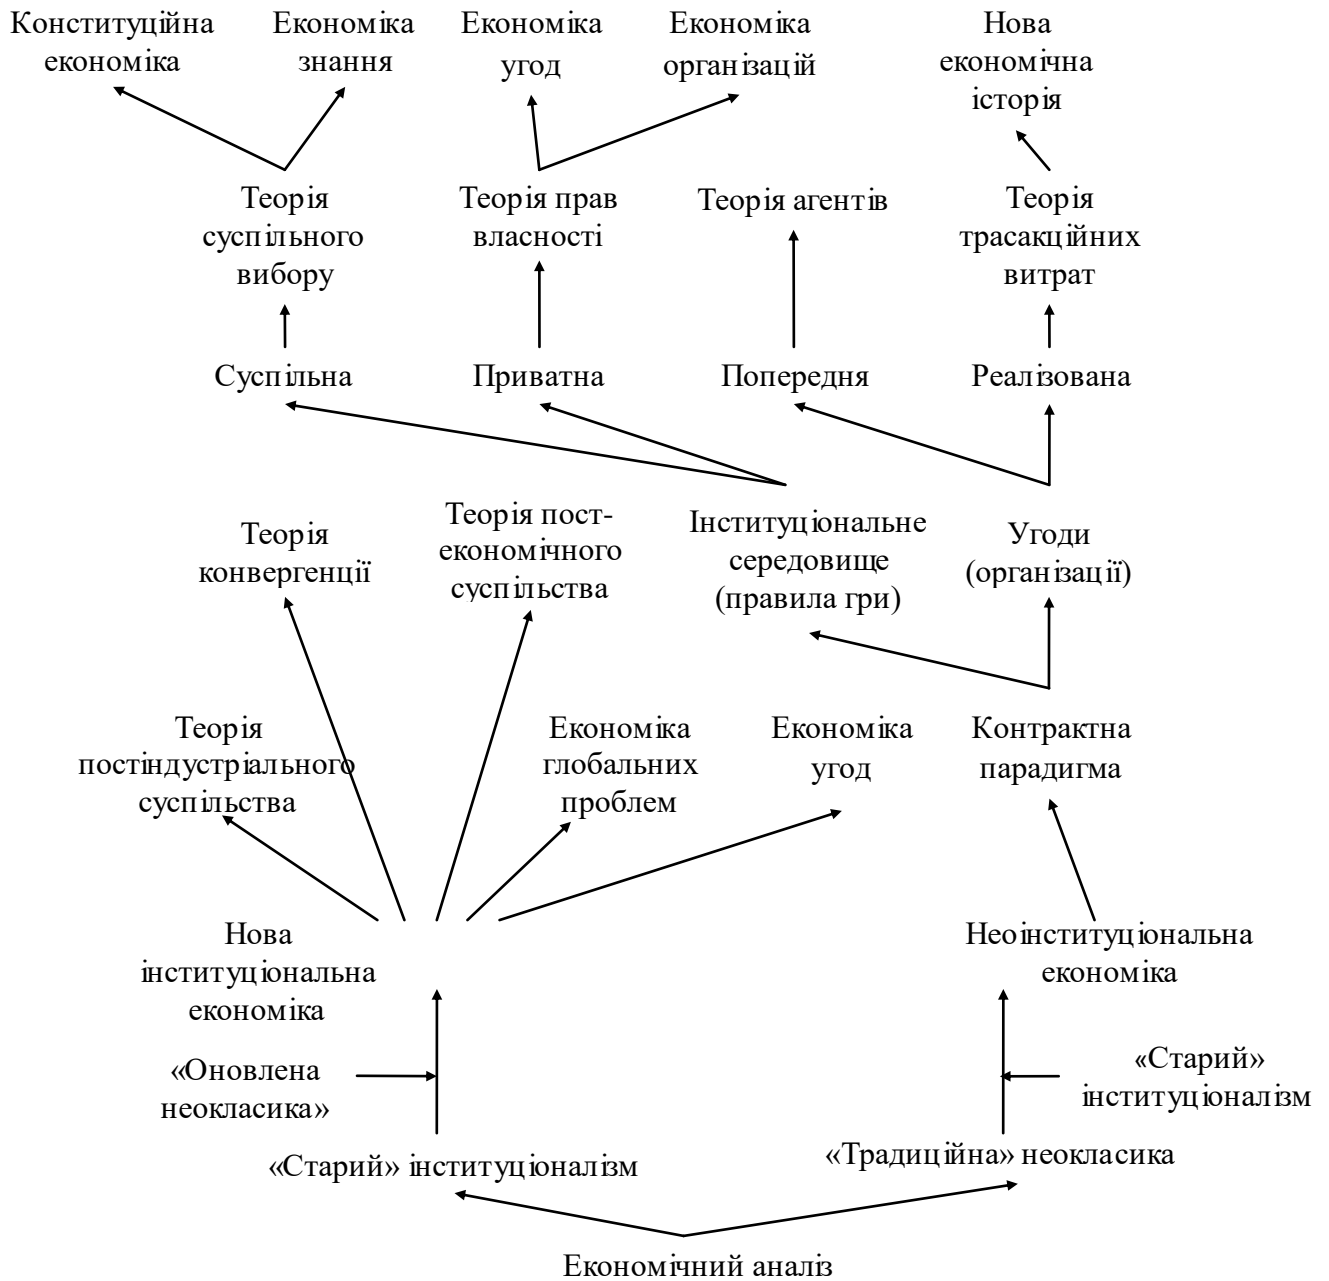 Конституційна
економіка
Економіка
знання
Економіка
угод
Економіка
організацій
Нова
економічна
історія
Теорія
суспільного
вибору
Теорія прав
власності
Теорія агентів
Теорія
трасакційних
витрат
Суспільна
Приватна
Попередня
Реалізована
Теорія
конвергенції
Теорія пост-
економічного
суспільства
Інституціональне
середовище
(правила гри)
Угоди
(організації)
Теорія
постіндустріального
суспільства
Економіка
глобальних
проблем
Економіка
угод
Контрактна
парадигма
Нова
інституціональна
економіка
Неоінституціональна
економіка
«Оновлена
неокласика»
«Старий»
інституціоналізм
«Старий» інституціоналізм
«Традиційна» неокласика
Економічний аналіз